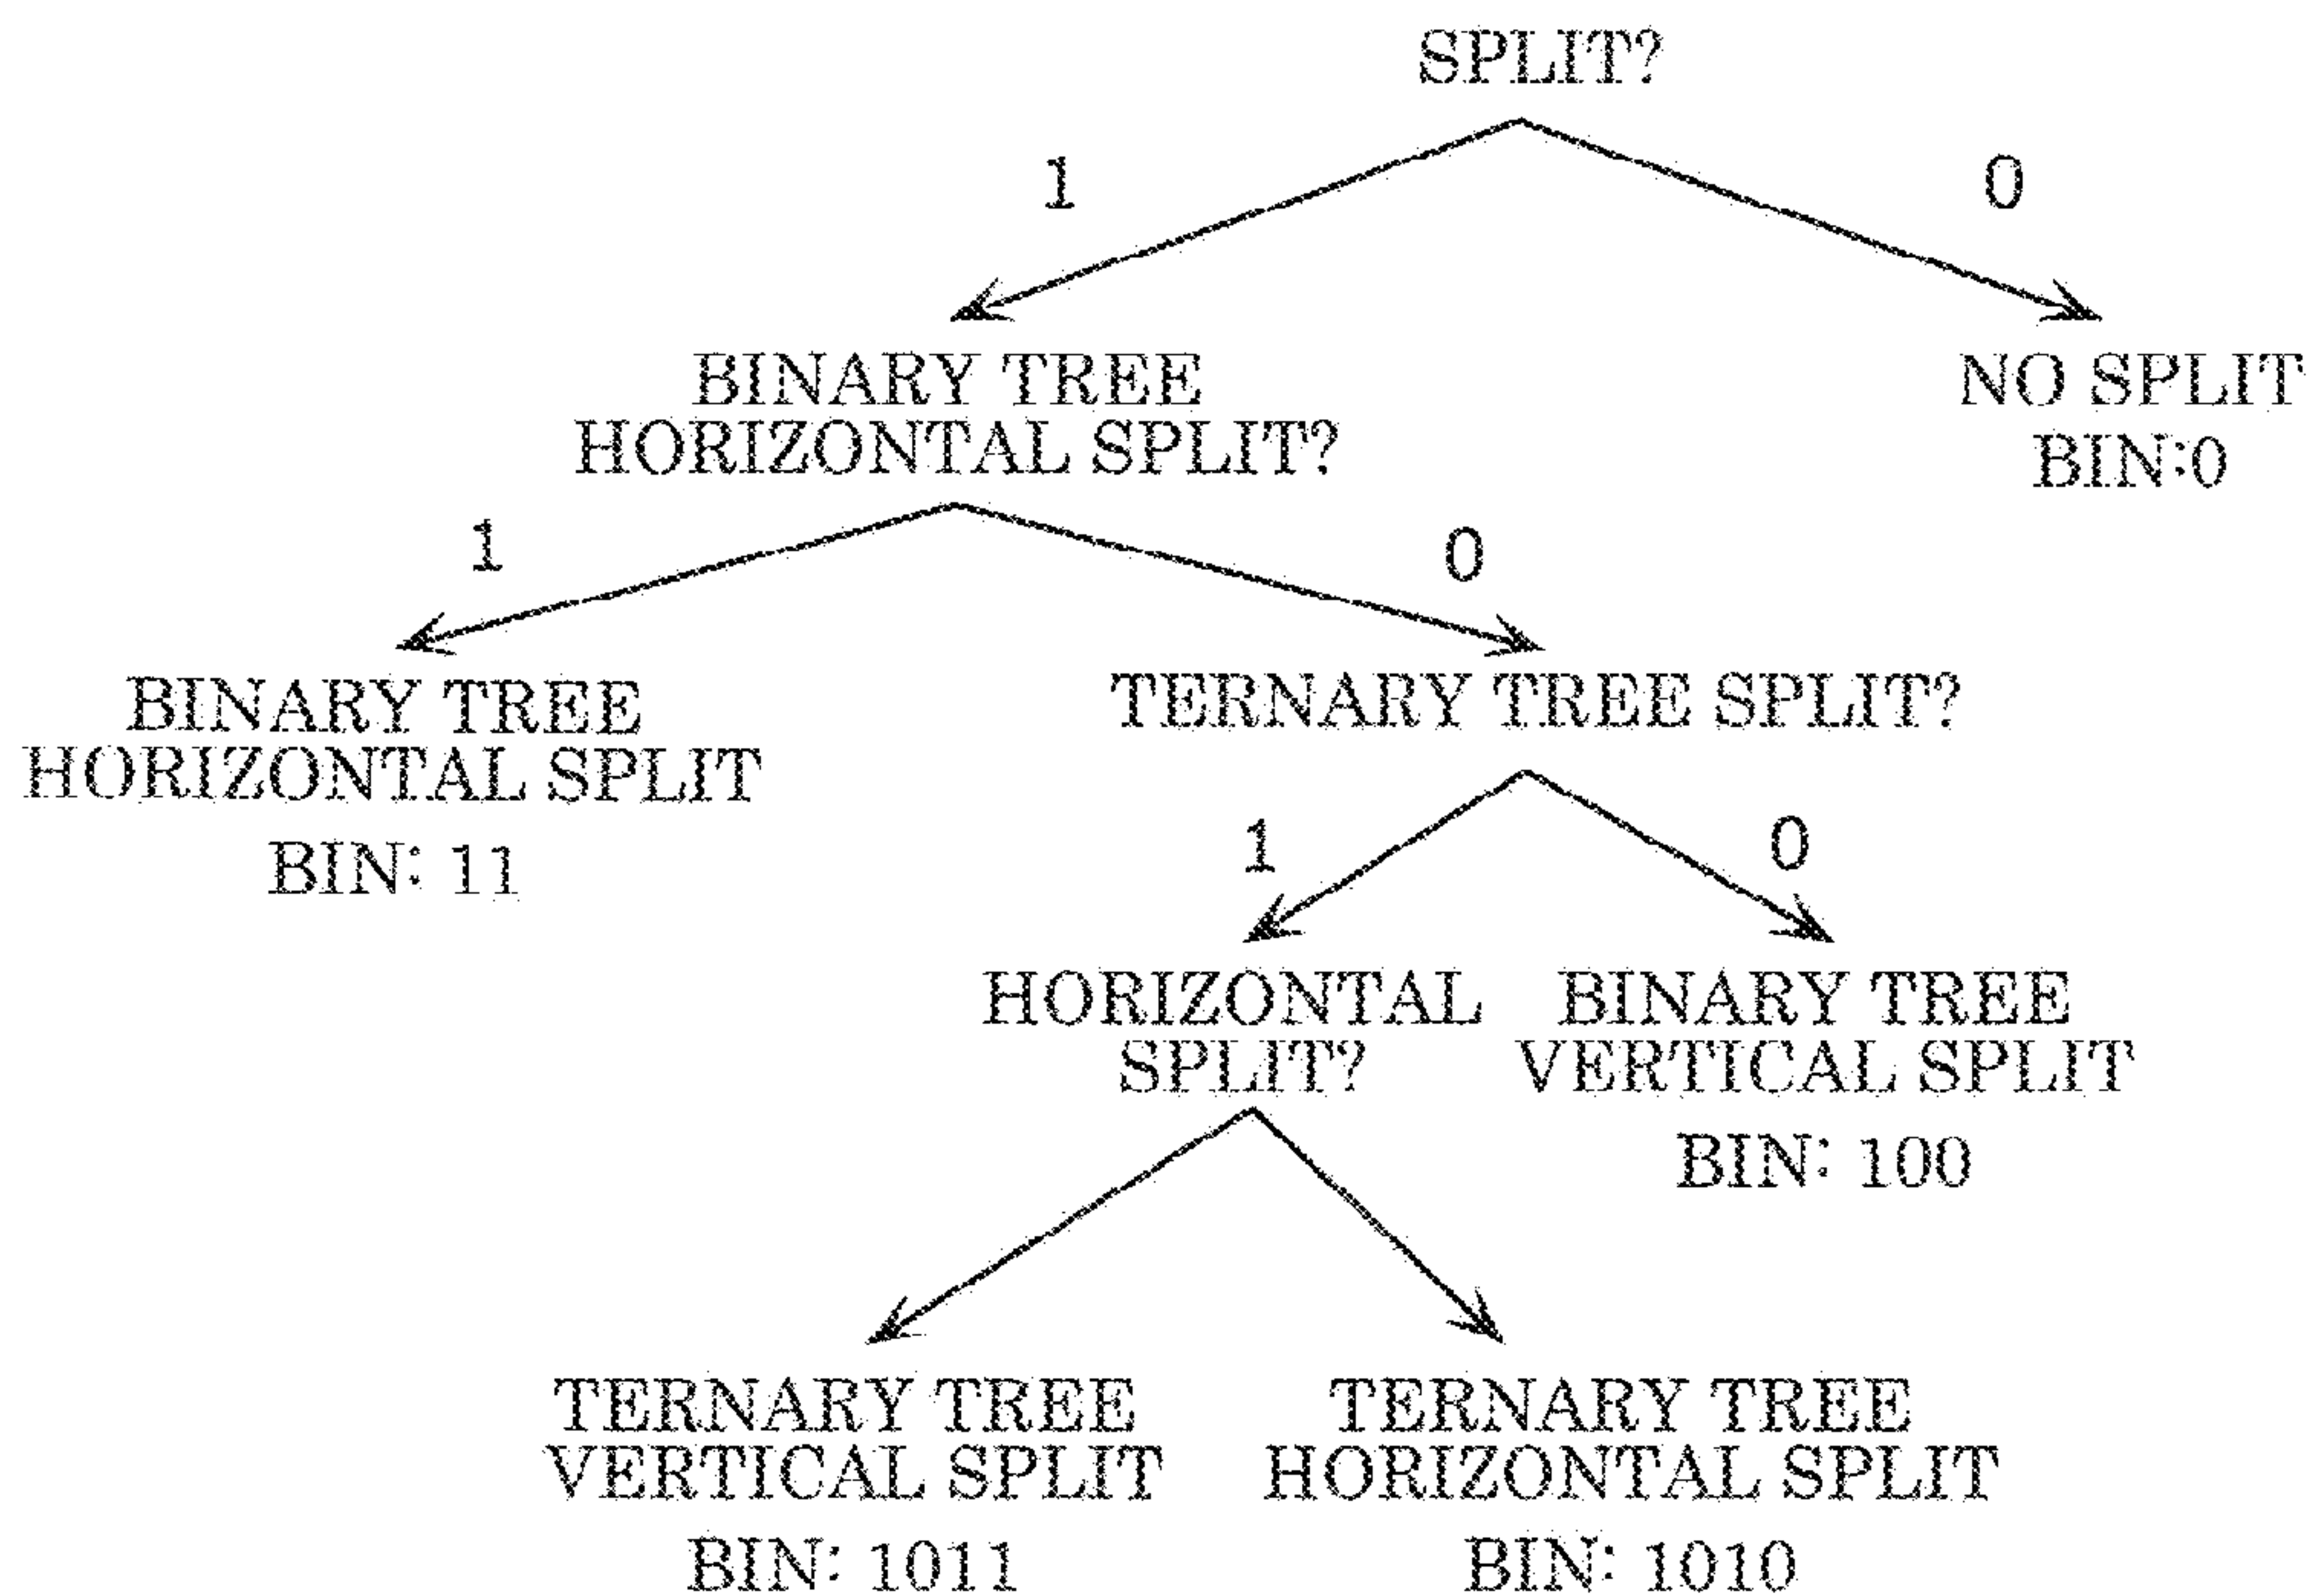 SPLIT?
1
0
BINARY TREE
HORIZONTAL SPLIT?
NO SPLIT
BIN:0
1
0
BINARY TREE
HORIZONTAL SPLIT
BIN: 11
TERNARY TREE SPLIT?
1
0
HORIZONTAL
SPLIT?
BINARY TREE
VERTICAL SPLIT
BIN: 100
TERNARY TREE
VERTICAL SPLIT
BIN: 1011
TERNARY TREE
HORIZONTAL SPLIT
BIN: 1010